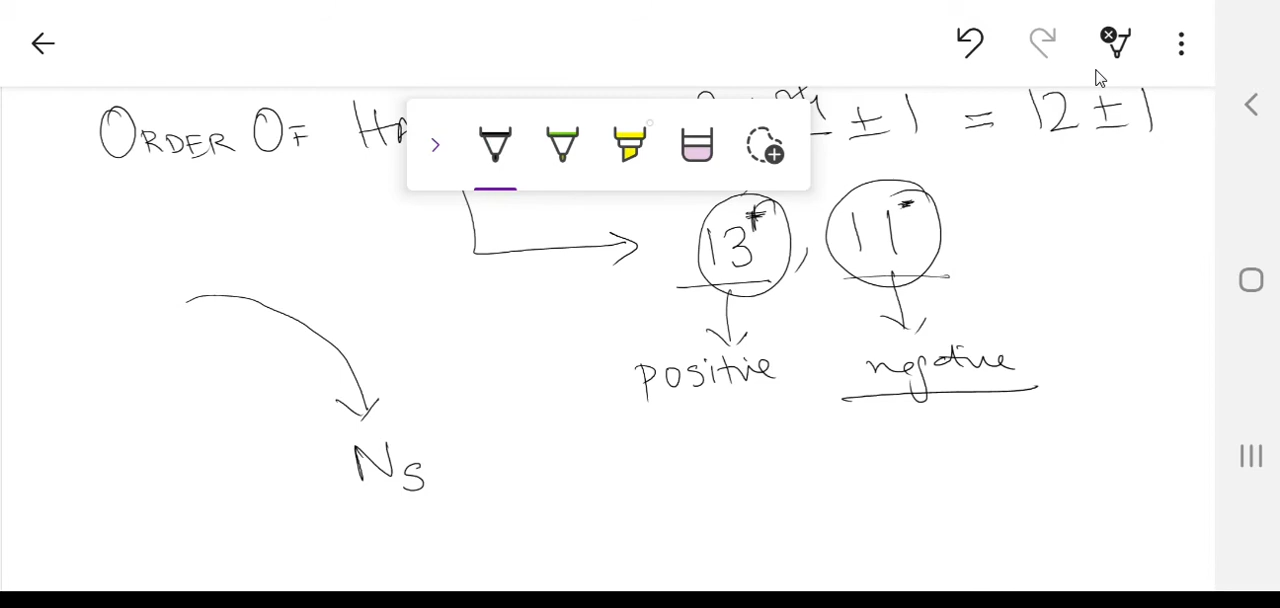 ORDER OF
± 1 = 12 ± 1
13+, 11-
positive negative
Ns